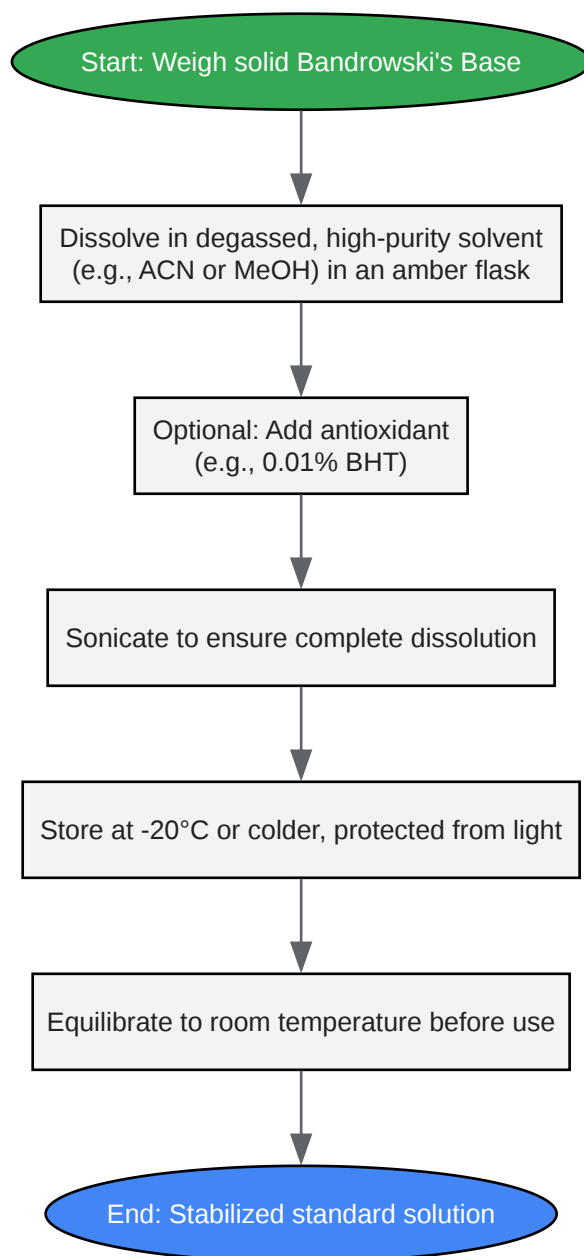 Start: Weigh solid Bandrowski's Base
Dissolve in degassed, high-purity solvent
(e.g., ACN or MeOH) in an amber flask
Optional: Add antioxidant
(e.g., 0.01% BHT)
Sonicate to ensure complete dissolution
Store at -20°C or colder, protected from light
Equilibrate to room temperature before use
End: Stabilized standard solution